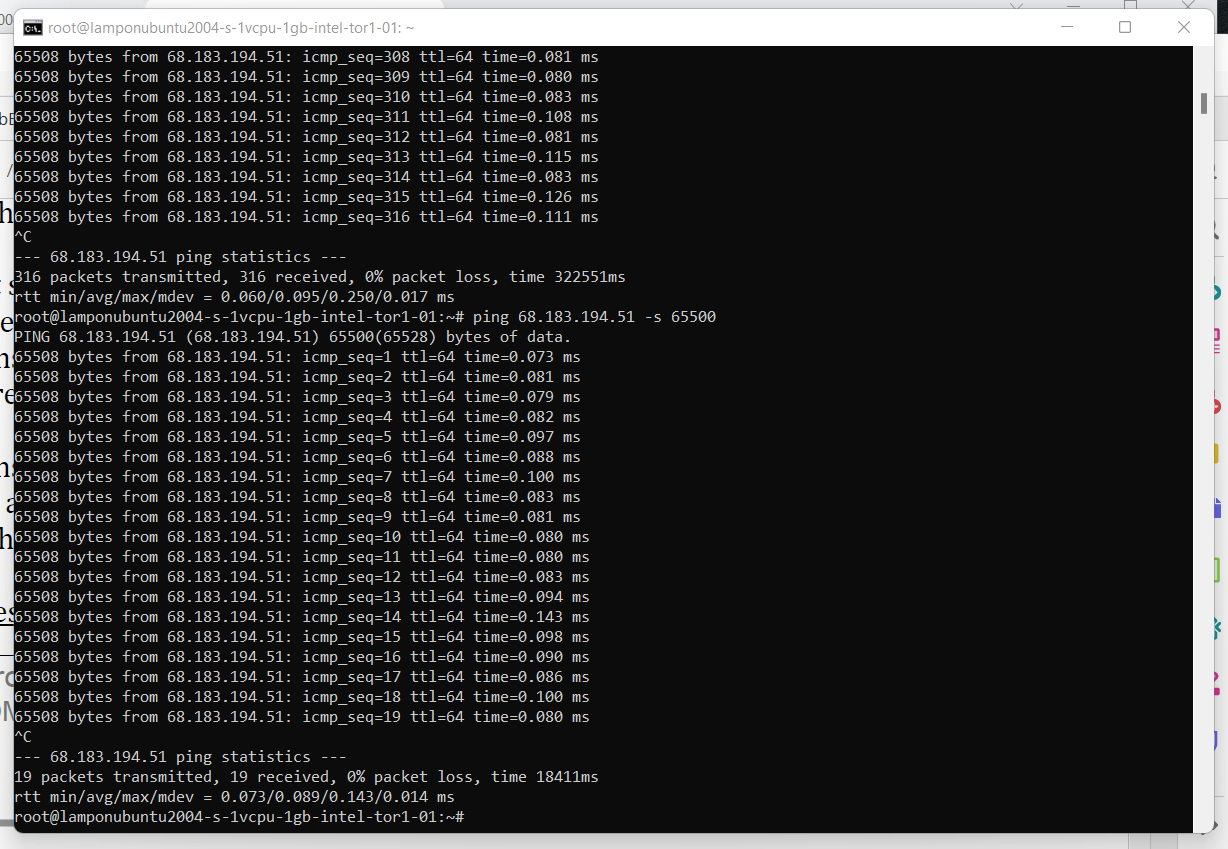 root@lamponubuntu2004-s-1vcpu-1gb-intel-tor1-01: ~
65508 bytes from 68.183.194.51: icmp_seq=308 ttl=64 time=0.081 ms
65508 bytes from 68.183.194.51: icmp_seq=309 ttl=64 time=0.080 ms
65508 bytes from 68.183.194.51: icmp_seq=310 ttl=64 time=0.083 ms
65508 bytes from 68.183.194.51: icmp_seq=311 ttl=64 time=0.108 ms
65508 bytes from 68.183.194.51: icmp_seq=312 ttl=64 time=0.081 ms
65508 bytes from 68.183.194.51: icmp_seq=313 ttl=64 time=0.115 ms
65508 bytes from 68.183.194.51: icmp_seq=314 ttl=64 time=0.083 ms
65508 bytes from 68.183.194.51: icmp_seq=315 ttl=64 time=0.126 ms
65508 bytes from 68.183.194.51: icmp_seq=316 ttl=64 time=0.111 ms
^C
--- 68.183.194.51 ping statistics ---
316 packets transmitted, 316 received, 0% packet loss, time 322551ms
rtt min/avg/max/mdev = 0.060/0.095/0.250/0.017 ms
root@lamponubuntu2004-s-1vcpu-1gb-intel-tor1-01:~# ping 68.183.194.51 -s 65500
PING 68.183.194.51 (68.183.194.51) 65500(65528) bytes of data.
65508 bytes from 68.183.194.51: icmp_seq=1 ttl=64 time=0.073 ms
65508 bytes from 68.183.194.51: icmp_seq=2 ttl=64 time=0.081 ms
65508 bytes from 68.183.194.51: icmp_seq=3 ttl=64 time=0.079 ms
65508 bytes from 68.183.194.51: icmp_seq=4 ttl=64 time=0.082 ms
65508 bytes from 68.183.194.51: icmp_seq=5 ttl=64 time=0.097 ms
65508 bytes from 68.183.194.51: icmp_seq=6 ttl=64 time=0.088 ms
65508 bytes from 68.183.194.51: icmp_seq=7 ttl=64 time=0.100 ms
65508 bytes from 68.183.194.51: icmp_seq=8 ttl=64 time=0.083 ms
65508 bytes from 68.183.194.51: icmp_seq=9 ttl=64 time=0.081 ms
65508 bytes from 68.183.194.51: icmp_seq=10 ttl=64 time=0.080 ms
65508 bytes from 68.183.194.51: icmp_seq=11 ttl=64 time=0.080 ms
65508 bytes from 68.183.194.51: icmp_seq=12 ttl=64 time=0.083 ms
65508 bytes from 68.183.194.51: icmp_seq=13 ttl=64 time=0.094 ms
65508 bytes from 68.183.194.51: icmp_seq=14 ttl=64 time=0.143 ms
65508 bytes from 68.183.194.51: icmp_seq=15 ttl=64 time=0.098 ms
65508 bytes from 68.183.194.51: icmp_seq=16 ttl=64 time=0.090 ms
65508 bytes from 68.183.194.51: icmp_seq=17 ttl=64 time=0.086 ms
65508 bytes from 68.183.194.51: icmp_seq=18 ttl=64 time=0.100 ms
65508 bytes from 68.183.194.51: icmp_seq=19 ttl=64 time=0.080 ms
^C
--- 68.183.194.51 ping statistics ---
19 packets transmitted, 19 received, 0% packet loss, time 18411ms
rtt min/avg/max/mdev = 0.073/0.089/0.143/0.014 ms
root@lamponubuntu2004-s-1vcpu-1gb-intel-tor1-01:~#